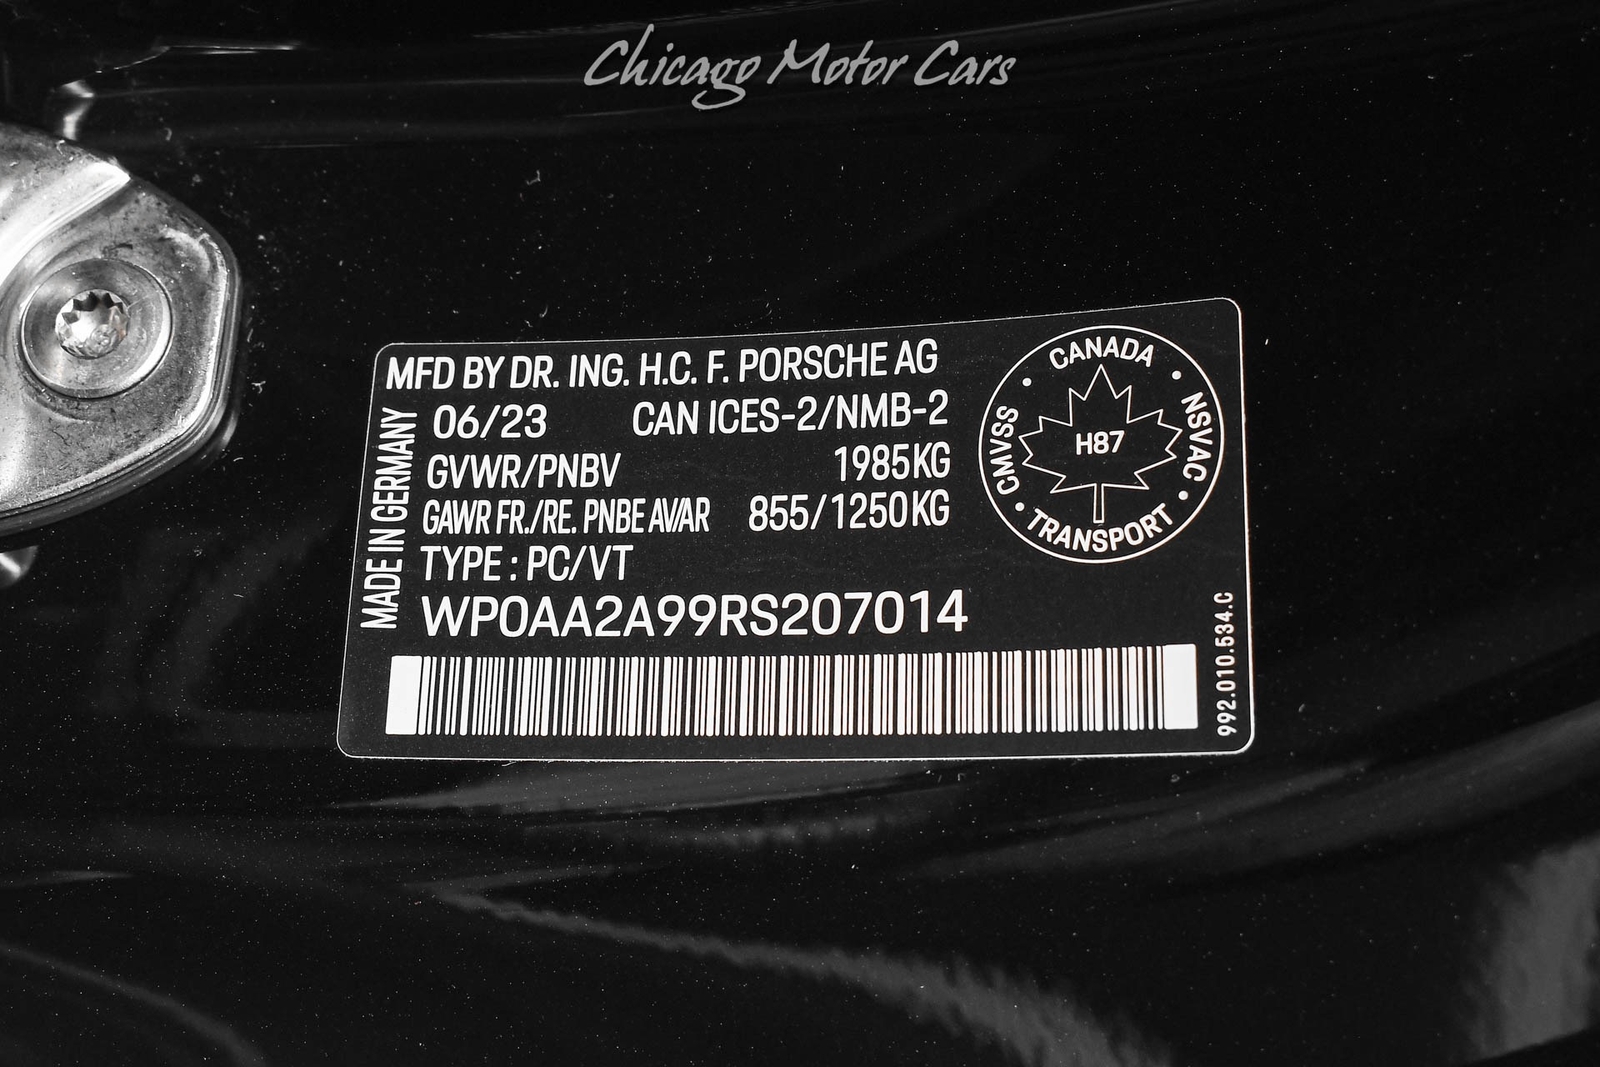 Chicago Motor Cars
MFD BY DR. ING. H.C. F. PORSCHE AG
06/23 CAN ICES-2/NMB-2
GVWR/PNBV 1985KG
GAWR FR./RE. PNBE AV/AR 855/1250KG
TYPE : PC/VT
WP0AA2A99RS207014
MADE IN GERMANY
CANADA
NSVAC
TRANSPORT
CMVSS
H87
992.010.534.C